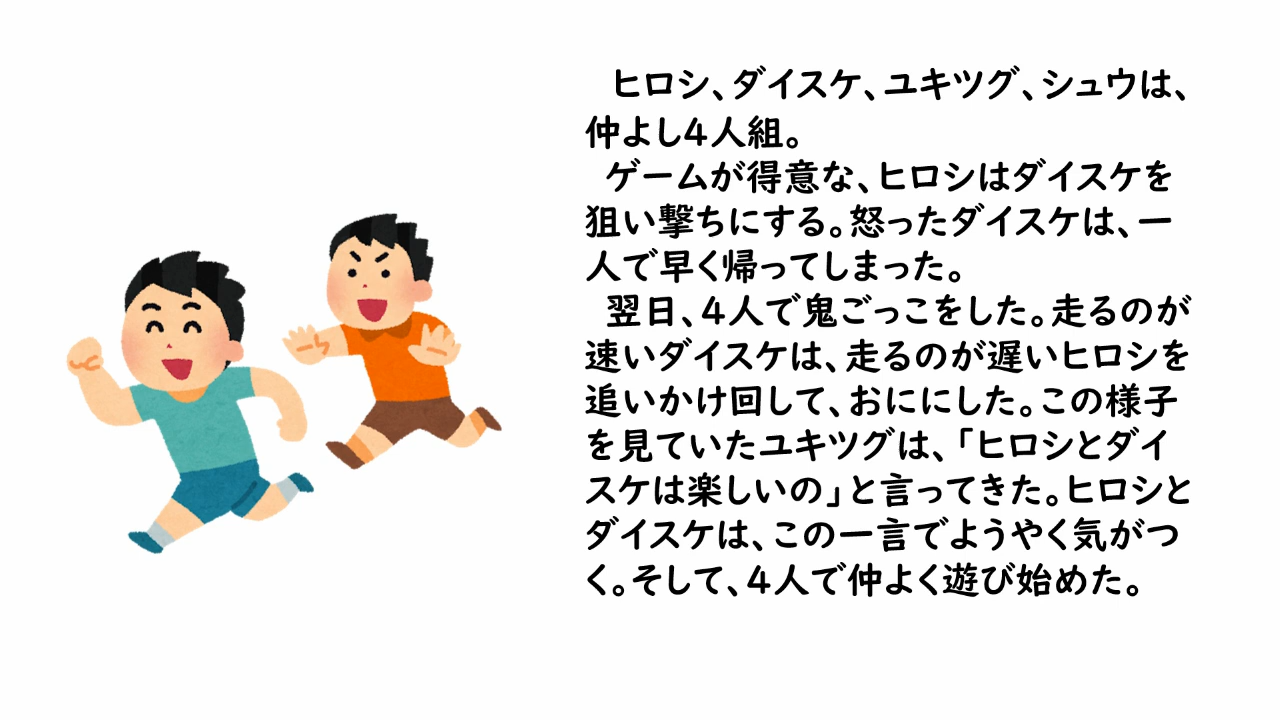 ヒロシ、ダイスケ、ユキツグ、シュウは、
仲よし4人組。
ゲームが得意な、ヒロシはダイスケを
狙い撃ちにする。怒ったダイスケは、一
人で早く帰ってしまった。
翌日、4人で鬼ごっこをした。走るのが
速いダイスケは、走るのが遅いヒロシを
追いかけ回して、おににした。この様子
を見ていたユキツグは、「ヒロシとダイ
スケは楽しいの」と言ってきた。ヒロシと
ダイスケは、この一言でようやく気がつ
く。そして、4人で仲よく遊び始めた。